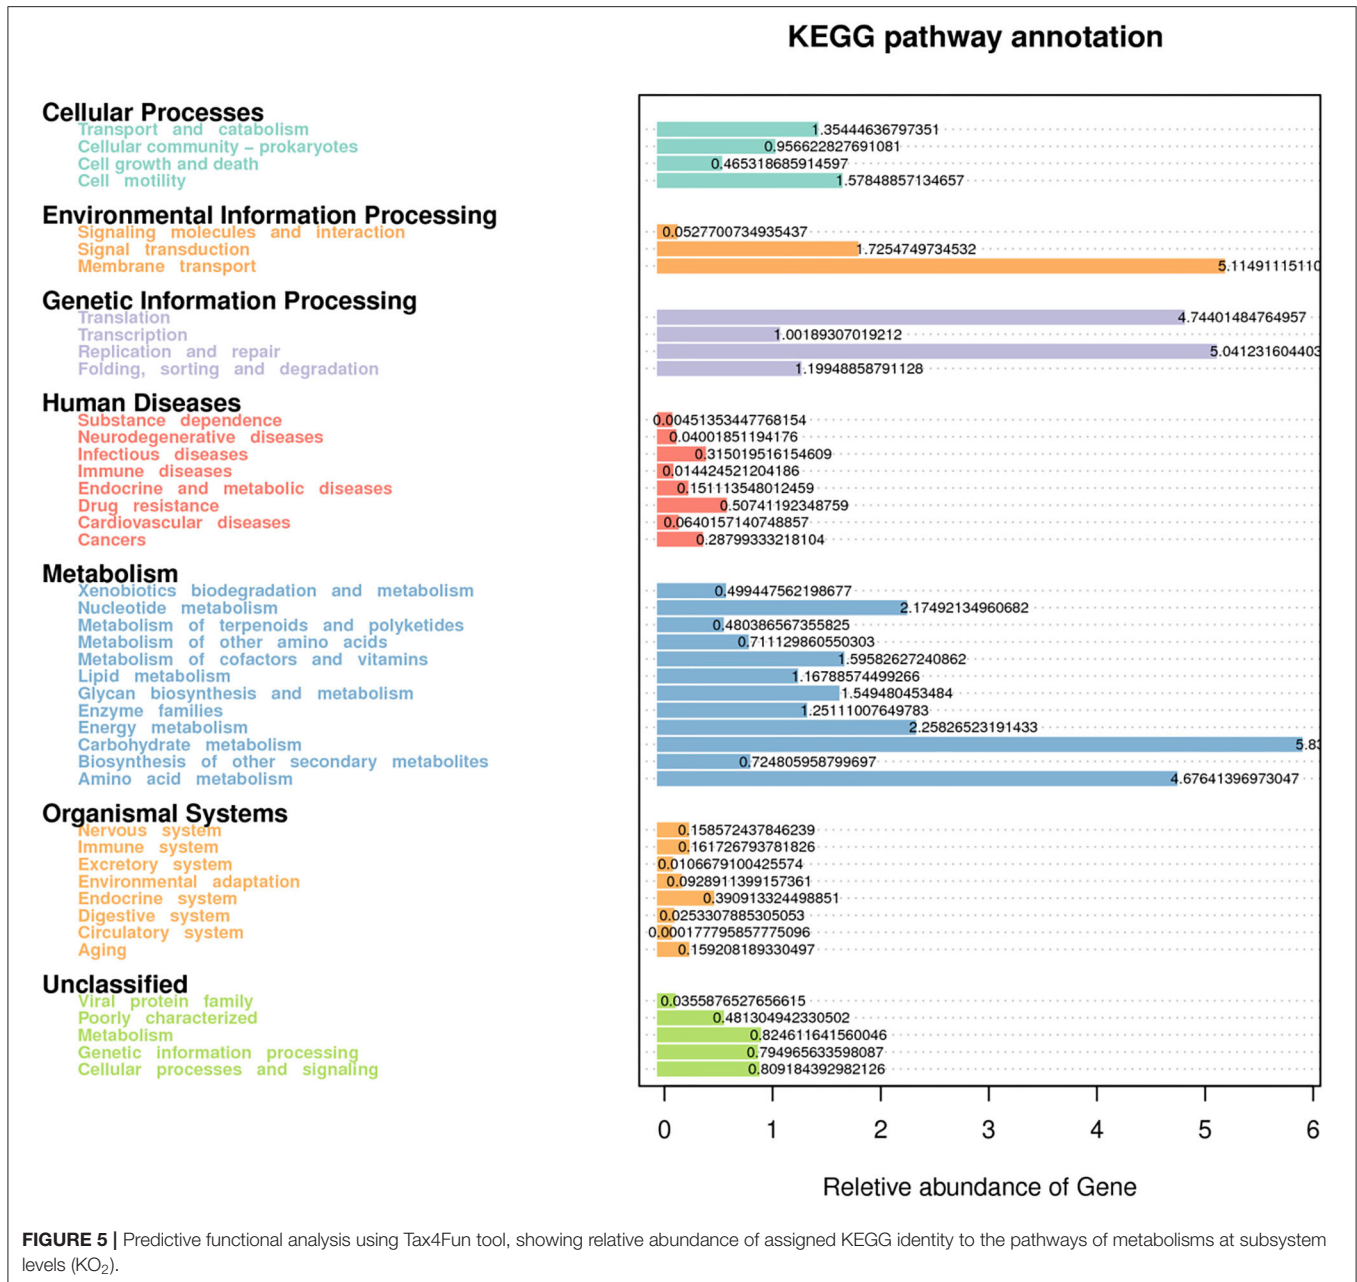 KEGG pathway annotation
Cellular Processes
Transport and catabolism 1.35444636797351
Cellular community – prokaryotes 0.956622827691081
Cell growth and death 0.465318685914597
Cell motility 1.57848857134657
Environmental Information Processing
Signaling molecules and interaction 0.0527700734935437
Signal transduction 1.7254749734532
Membrane transport 5.11491115110
Genetic Information Processing
Translation 4.74401484764957
Transcription 1.00189307019212
Replication and repair 5.041231604403
Folding, sorting and degradation 1.19948858791128
Human Diseases
Substance dependence 0.00451353447768154
Neurodegenerative diseases 0.04001851194176
Infectious diseases 0.315019516154609
Immune diseases 0.014424521204186
Endocrine and metabolic diseases 0.151113548012459
Drug resistance 0.50741192348759
Cardiovascular diseases 0.0640157140748857
Cancers 0.28799333218104
Metabolism
Xenobiotics biodegradation and metabolism 0.499447562198677
Nucleotide metabolism 2.17492134960682
Metabolism of terpenoids and polyketides 0.480386567355825
Metabolism of other amino acids 0.711129860550303
Metabolism of cofactors and vitamins 1.59582627240862
Lipid metabolism 1.16788574499266
Glycan biosynthesis and metabolism 1.549480453484
Enzyme families 1.25111007649783
Energy metabolism 2.25826523191433
Carbohydrate metabolism 5.83
Biosynthesis of other secondary metabolites 0.724805958799697
Amino acid metabolism 4.67641396973047
Organismal Systems
Nervous system 0.158572437846239
Immune system 0.161726793781826
Excretory system 0.0106679100425574
Environmental adaptation 0.0928911399157361
Endocrine system 0.390913324498851
Digestive system 0.0253307885305053
Circulatory system 0.000177795857775096
Aging 0.159208189330497
Unclassified
Viral protein family 0.0355876527656615
Poorly characterized 0.481304942330502
Metabolism 0.824611641560046
Genetic information processing 0.794965633598087
Cellular processes and signaling 0.809184392982126
0 1 2 3 4 5 6
Reletive abundance of Gene
FIGURE 5 | Predictive functional analysis using Tax4Fun tool, showing relative abundance of assigned KEGG identity to the pathways of metabolisms at subsystem
levels (KO₂).